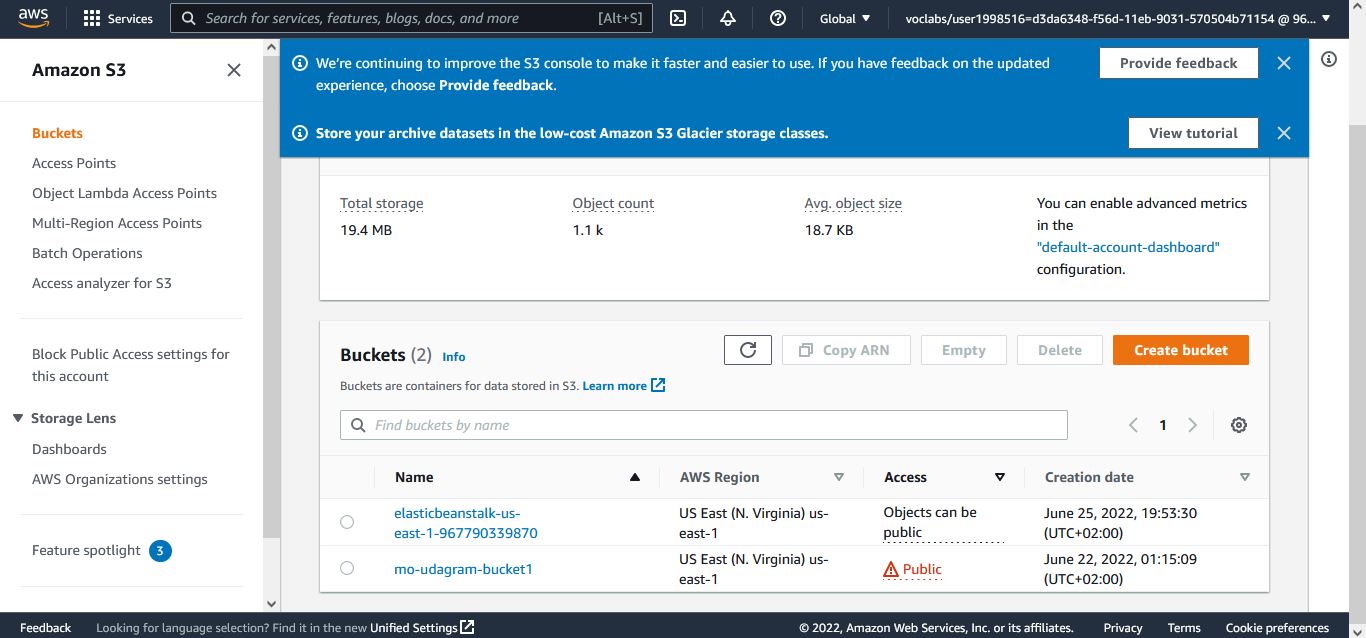 aws
Services
Search for services, features, blogs, docs, and more
[Alt+S]
Global
voclabs/user1998516=d3da6348-f56d-11eb-9031-570504b71154 @ 96...
Amazon S3
Buckets
Access Points
Object Lambda Access Points
Multi-Region Access Points
Batch Operations
Access analyzer for S3
Block Public Access settings for
this account
Storage Lens
Dashboards
AWS Organizations settings
Feature spotlight 3
We're continuing to improve the S3 console to make it faster and easier to use. If you have feedback on the updated
experience, choose Provide feedback.
Provide feedback
Store your archive datasets in the low-cost Amazon S3 Glacier storage classes.
View tutorial
Total storage
19.4 MB
Object count
1.1 k
Avg. object size
18.7 KB
You can enable advanced metrics
in the
"default-account-dashboard"
configuration.
Buckets (2) Info
Copy ARN
Empty
Delete
Create bucket
Buckets are containers for data stored in S3. Learn more
Find buckets by name
1
Name
AWS Region
Access
Creation date
elasticbeanstalk-us-
east-1-967790339870
US East (N. Virginia) us-
east-1
Objects can be
public
June 25, 2022, 19:53:30
(UTC+02:00)
mo-udagram-bucket1
US East (N. Virginia) us-
east-1
Public
June 22, 2022, 01:15:09
(UTC+02:00)
Feedback
Looking for language selection? Find it in the new Unified Settings
© 2022, Amazon Web Services, Inc. or its affiliates.
Privacy
Terms
Cookie preferences